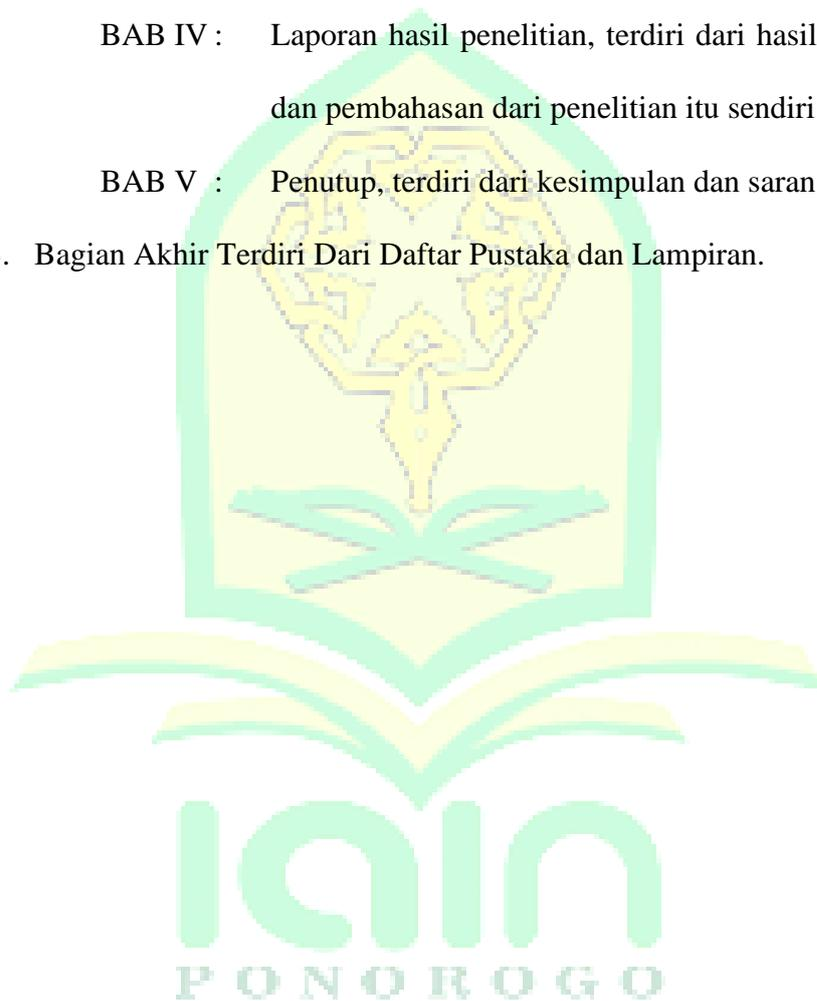 BAB IV : Laporan hasil penelitian, terdiri dari hasil
dan pembahasan dari penelitian itu sendiri
BAB V : Penutup, terdiri dari kesimpulan dan saran
. Bagian Akhir Terdiri Dari Daftar Pustaka dan Lampiran.
iain
PONOROGO